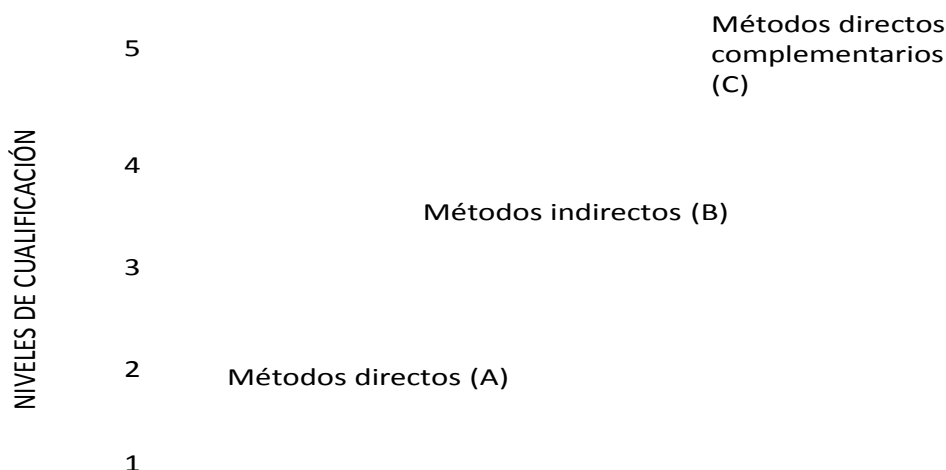 Métodos directos
complementarios
(C)
5
4
Métodos indirectos (B)
3
2
Métodos directos (A)
1
NIVELES DE CUALIFICACIÓN